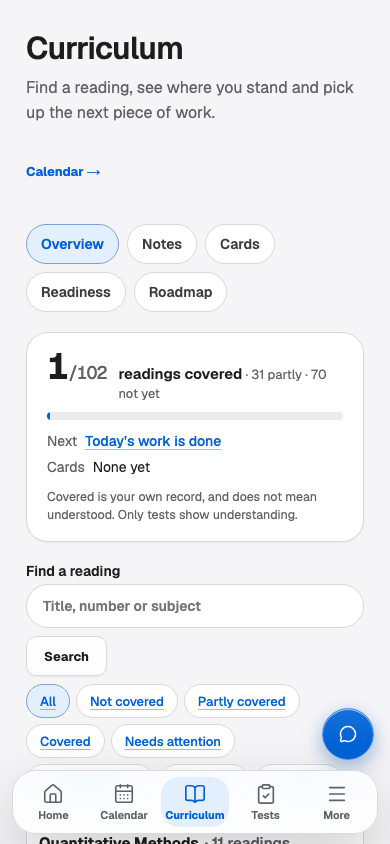 Curriculum
Find a reading, see where you stand and pick
up the next piece of work.
Calendar →
Overview
Notes
Cards
Readiness
Roadmap
1/102 readings covered · 31 partly · 70
not yet
Next Today's work is done
Cards None yet
Covered is your own record, and does not mean
understood. Only tests show understanding.
Find a reading
Title, number or subject
Search
All
Not covered
Partly covered
Covered
Needs attention
Home
Calendar
Curriculum
Tests
More
Quantitative Methods · 11 readings